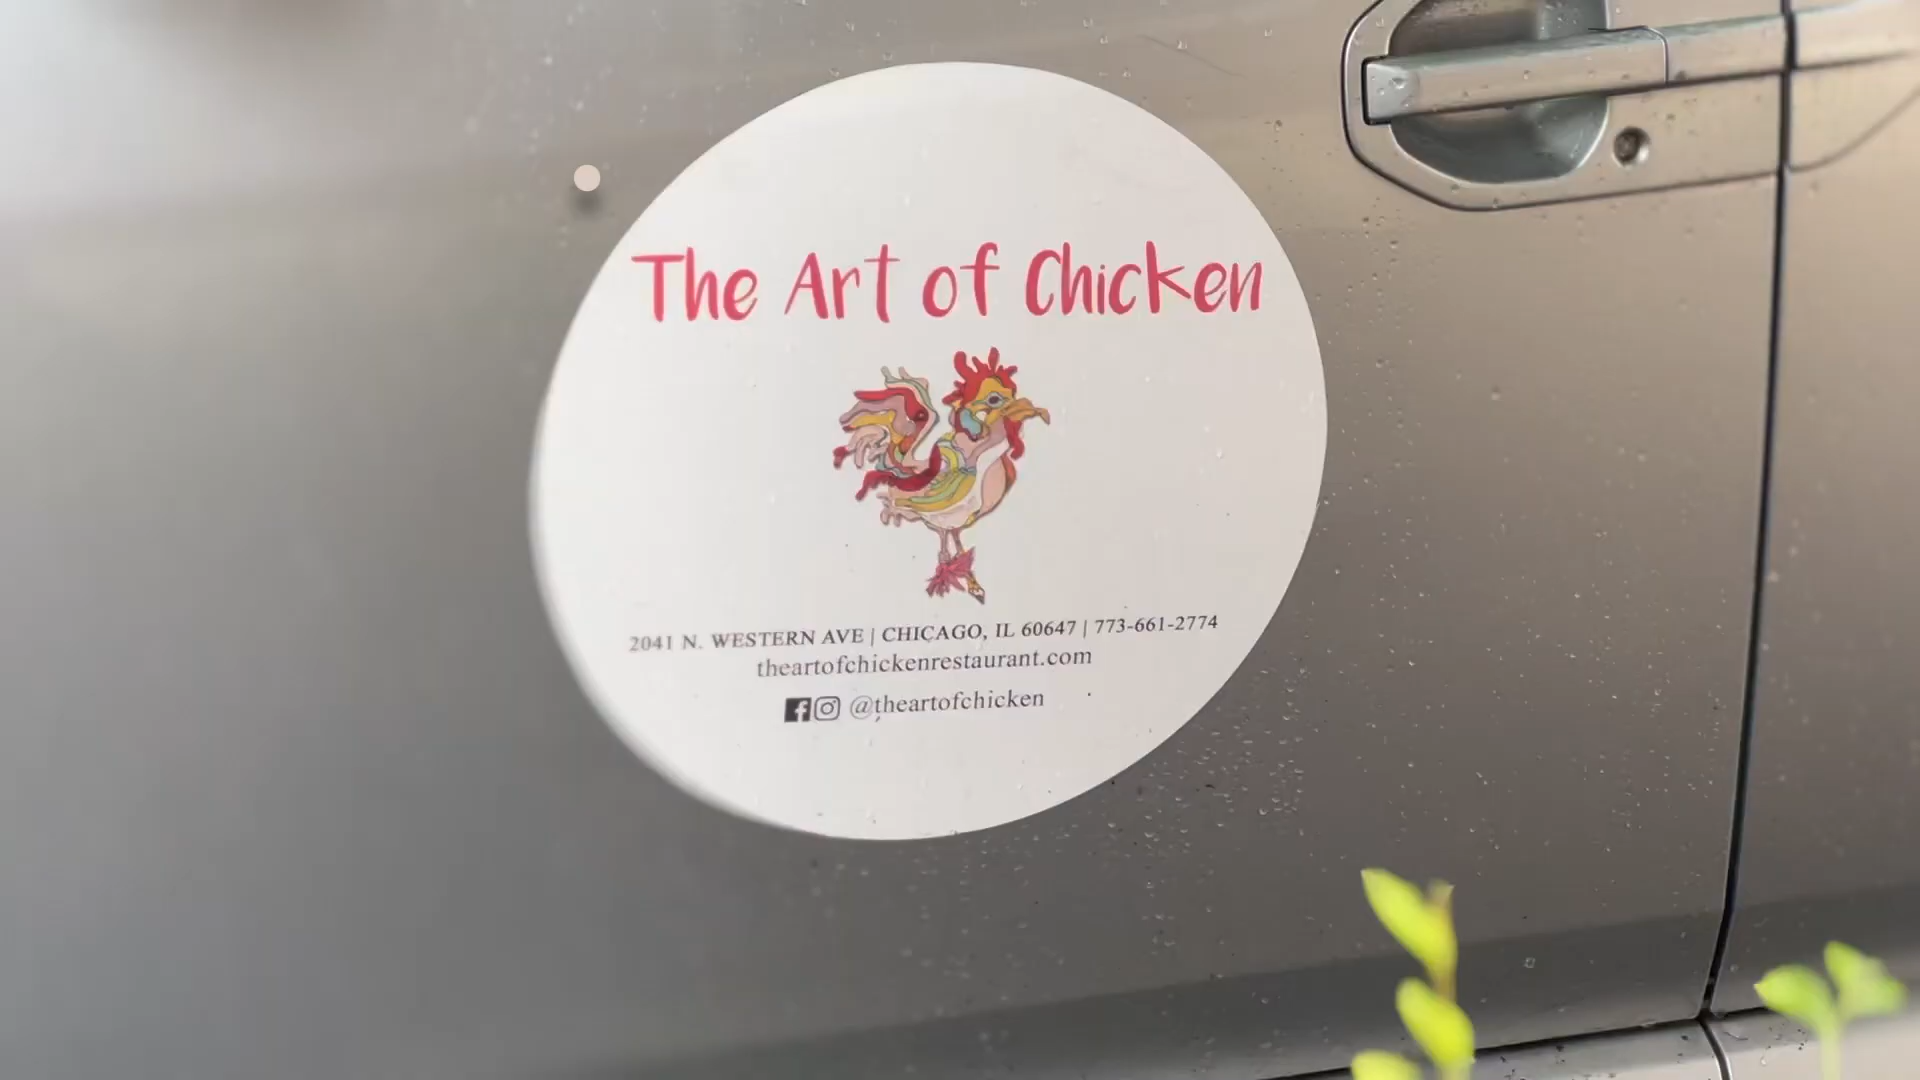 The Art of Chicken
2041 N. WESTERN AVE | CHICAGO, IL 60647 | 773-661-2774
theartofchickenrestaurant.com
@theartofchicken